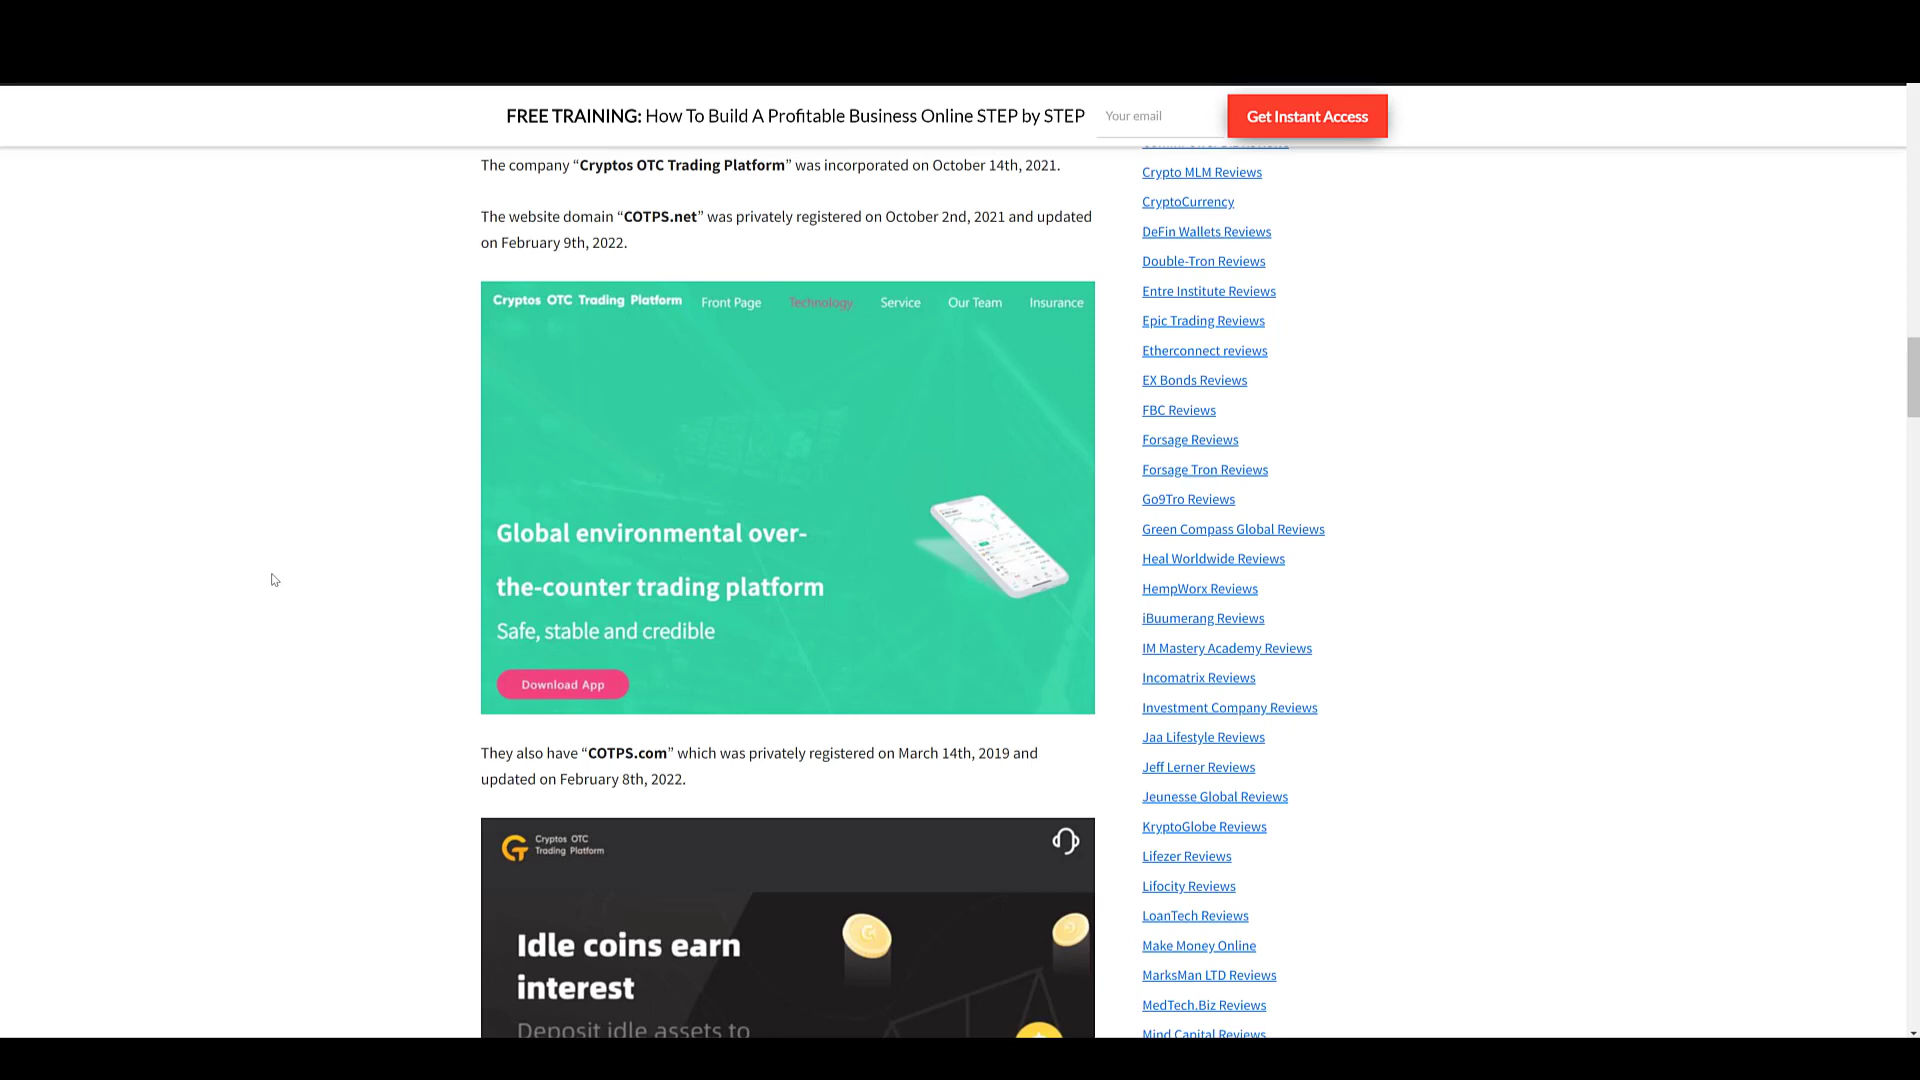 FREE TRAINING: How To Build A Profitable Business Online STEP by STEP
Your email
Get Instant Access
The company “Cryptos OTC Trading Platform” was incorporated on October 14th, 2021.
The website domain “COTPS.net” was privately registered on October 2nd, 2021 and updated
on February 9th, 2022.
Cryptos OTC Trading Platform
Front Page
Technology
Service
Our Team
Insurance
Global environmental over-
the-counter trading platform
Safe, stable and credible
Download App
They also have “COTPS.com” which was privately registered on March 14th, 2019 and
updated on February 8th, 2022.
Cryptos OTC
Trading Platform
Idle coins earn
interest
Deposit idle assets to
Crypto MLM Reviews
CryptoCurrency
DeFin Wallets Reviews
Double-Tron Reviews
Entre Institute Reviews
Epic Trading Reviews
Etherconnect reviews
EX Bonds Reviews
FBC Reviews
Forsage Reviews
Forsage Tron Reviews
Go9Tro Reviews
Green Compass Global Reviews
Heal Worldwide Reviews
HempWorx Reviews
iBuumerang Reviews
IM Mastery Academy Reviews
Incomatrix Reviews
Investment Company Reviews
Jaa Lifestyle Reviews
Jeff Lerner Reviews
Jeunesse Global Reviews
KryptoGlobe Reviews
Lifezer Reviews
Lifocity Reviews
LoanTech Reviews
Make Money Online
MarksMan LTD Reviews
MedTech.Biz Reviews
Mind Capital Reviews